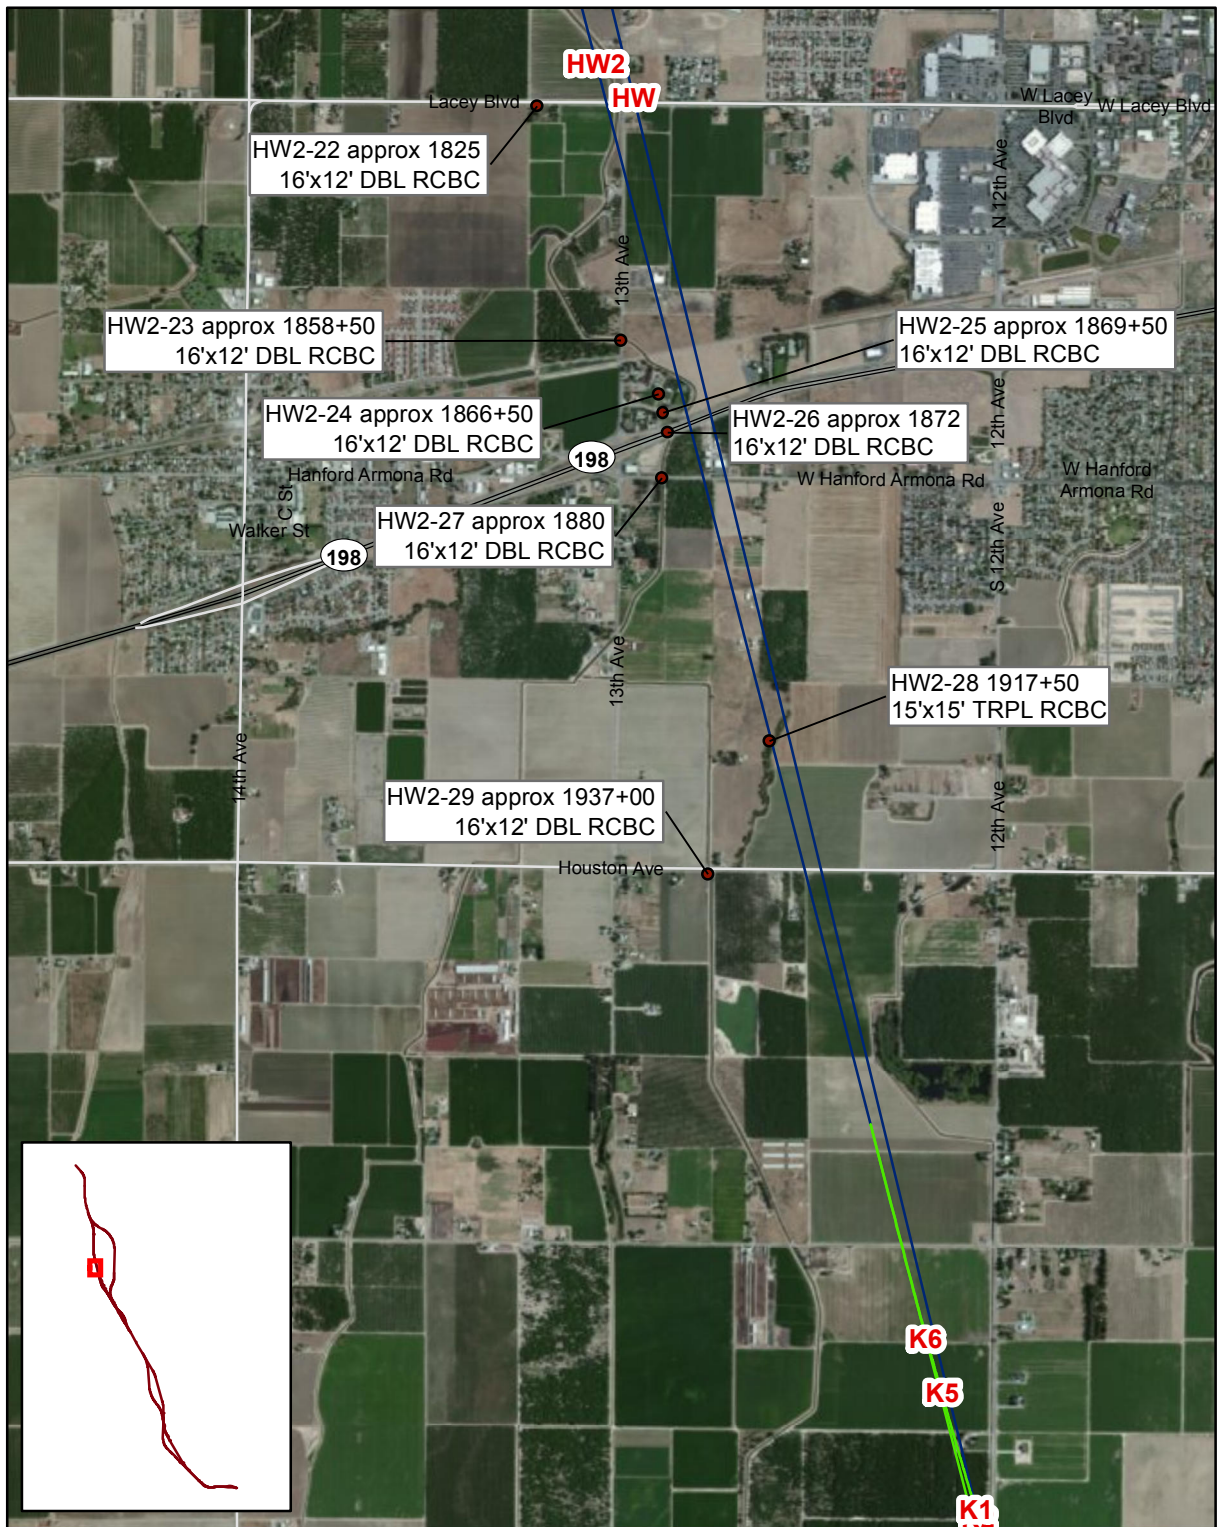 HW2
HW
Lacey Blvd
W Lacey
Blvd
W Lacey Blvd
HW2-22 approx 1825
16'x12' DBL RCBC
N 12th Ave
13th Ave
HW2-23 approx 1858+50
16'x12' DBL RCBC
HW2-25 approx 1869+50
16'x12' DBL RCBC
HW2-24 approx 1866+50
16'x12' DBL RCBC
HW2-26 approx 1872
16'x12' DBL RCBC
12th Ave
198
Hanford Armona Rd
W Hanford Armona Rd
W Hanford
Armona Rd
C St
Walker St
HW2-27 approx 1880
16'x12' DBL RCBC
S 12th Ave
198
13th Ave
HW2-28 1917+50
15'x15' TRPL RCBC
14th Ave
HW2-29 approx 1937+00
16'x12' DBL RCBC
12th Ave
Houston Ave
K6
K5
K1